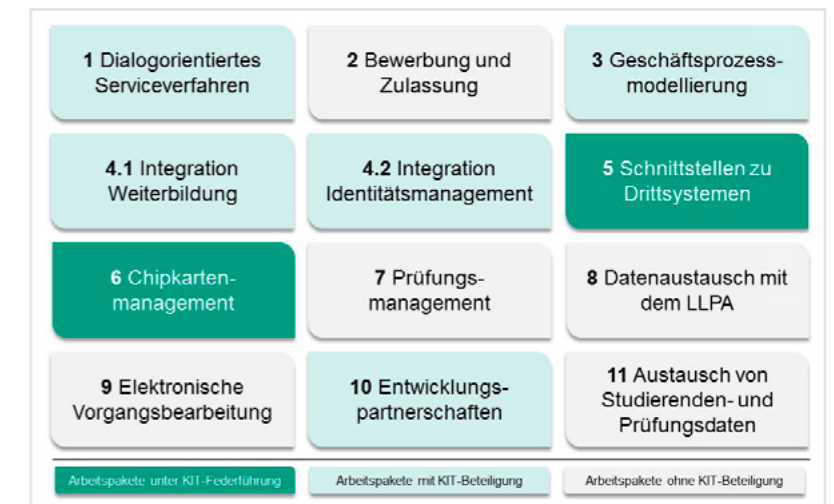 1 Dialogorientiertes
Serviceverfahren
2 Bewerbung und
Zulassung
3 Geschäftsprozess-
modellierung
4.1 Integration
Weiterbildung
4.2 Integration
Identitätsmanagement
5 Schnittstellen zu
Drittsystemen
6 Chipkarten-
management
7 Prüfungs-
management
8 Datenaustausch mit
dem LLPA
9 Elektronische
Vorgangsbearbeitung
10 Entwicklungs-
partnerschaften
11 Austausch von
Studierenden- und
Prüfungsdaten
Arbeitspakete unter KIT-Federführung
Arbeitspakete mit KIT-Beteiligung
Arbeitspakete ohne KIT-Beteiligung